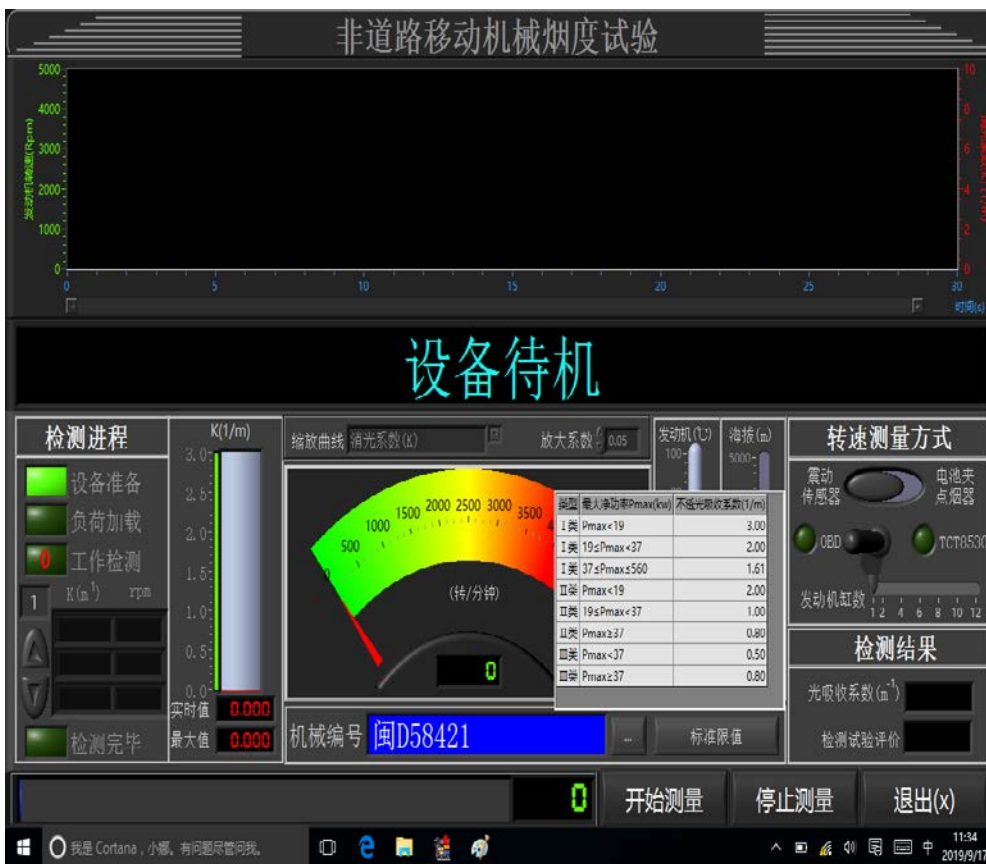 非道路移动机械烟度试验
5000
4000
3000
2000
1000
0
发动机转速(Rpm)
10
8
6
4
2
0
0 5 10 15 20 25 30
时间(s)
设备待机
检测进程
设备准备
负荷加载
0 工作检测
K(m⁻¹) rpm
1
检测完毕
K(1/m)
3.0
2.5
2.0
1.5
1.0
0.5
0.0
实时值 0.000
最大值 0.000
缩放曲线 消光系数(K) 放大系数 0.05
0 500 1000 1500 2000 2500 3000 3500
(转/分钟)
0
发动机(℃) 海拔(m)
100 5000
类型 最大净功率Pmax(kw) 不透光吸收系数(1/m)
I类 Pmax<19 3.00
I类 19≤Pmax<37 2.00
I类 37≤Pmax≤560 1.61
II类 Pmax<19 2.00
II类 19≤Pmax<37 1.00
II类 Pmax≥37 0.80
III类 Pmax<37 0.50
III类 Pmax≥37 0.80
机械编号 闽D58421 ... 标准限值
转速测量方式
震动传感器 电池夹点烟器
OBD TCT8530
发动机缸数 1 2 4 6 8 10 12
检测结果
光吸收系数(m⁻¹)
检测试验评价
0 开始测量 停止测量 退出(x)
我是 Cortana，小娜。有问题尽管问我。
中 11:34
2019/9/17